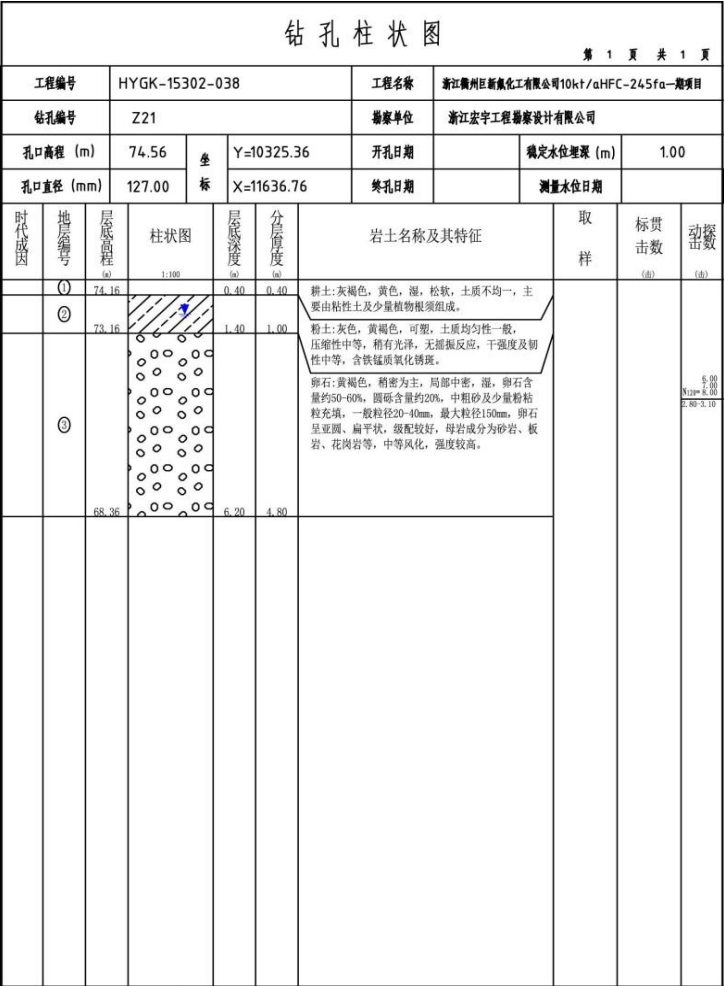 钻孔柱状图
第 1 页 共 1 页
工程编号 HYGK-15302-038 工程名称 浙江衢州巨新氟化工有限公司10kt/aHFC-245fa一期项目
钻孔编号 Z21 勘察单位 浙江宏宇工程勘察设计有限公司
孔口高程 (m) 74.56 坐标 Y=10325.36 开孔日期 稳定水位埋深 (m) 1.00
孔口直径 (mm) 127.00 X=11636.76 终孔日期 测量水位日期
时代成因 地层编号 层底高程 (m) 柱状图 1:100 层底深度 (m) 分层厚度 (m) 岩土名称及其特征 取样 标贯击数 (击) 动探击数 (击)
① 74.16 0.40 0.40
耕土:灰褐色，黄色，湿，松软，土质不均一，主
要由粘性土及少量植物根须组成。
② 73.16 1.40 1.00
粉土:灰色，黄褐色，可塑，土质均匀性一般，
压缩性中等，稍有光泽，无摇振反应，干强度及韧
性中等，含铁锰质氧化锈斑。
③ 68.36 6.20 4.80
卵石:黄褐色，稍密为主，局部中密，湿，卵石含
量约50-60%，圆砾含量约20%，中粗砂及少量粉粘
粒充填，一般粒径20-40mm，最大粒径150mm，卵石
呈亚圆、扁平状，级配较好，母岩成分为砂岩、板
岩、花岗岩等，中等风化，强度较高。
6.00
7.00
N120= 8.00
2.80-3.10